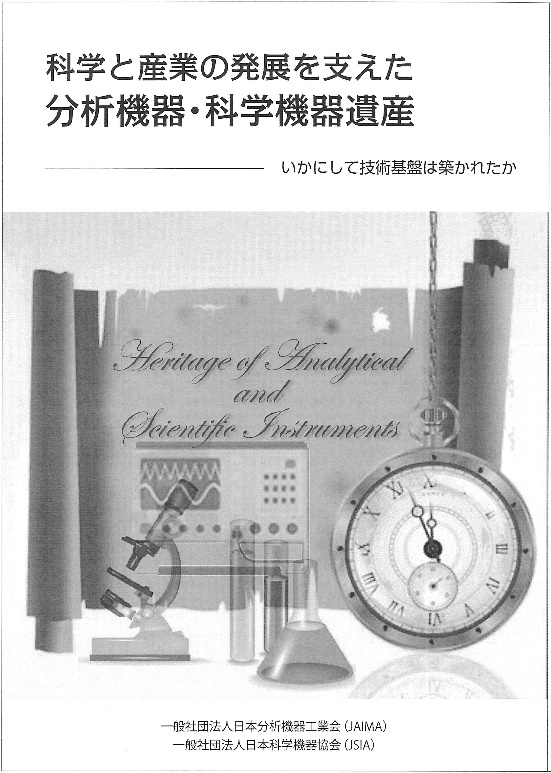 科学と産業の発展を支えた
分析機器・科学機器遺産
いかにして技術基盤は築かれたか
Heritage of Analytical
and
Scientific Instruments
一般社団法人日本分析機器工業会(JAIMA)
一般社団法人日本科学機器協会(JSIA)